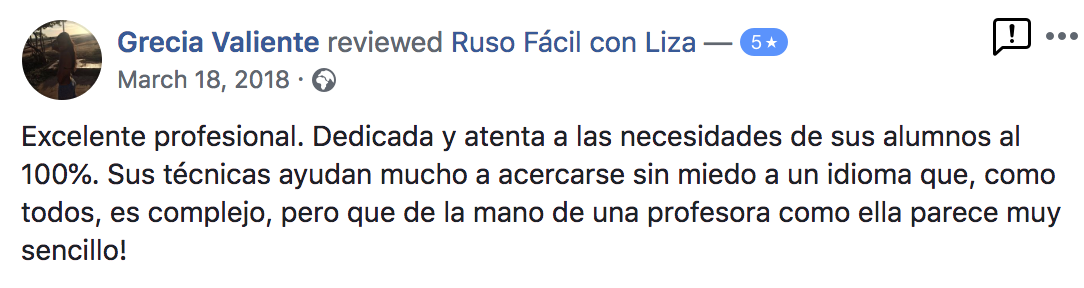 Grecia Valiente reviewed Ruso Fácil con Liza — 5★
March 18, 2018 ·
Excelente profesional. Dedicada y atenta a las necesidades de sus alumnos al
100%. Sus técnicas ayudan mucho a acercarse sin miedo a un idioma que, como
todos, es complejo, pero que de la mano de una profesora como ella parece muy
sencillo!